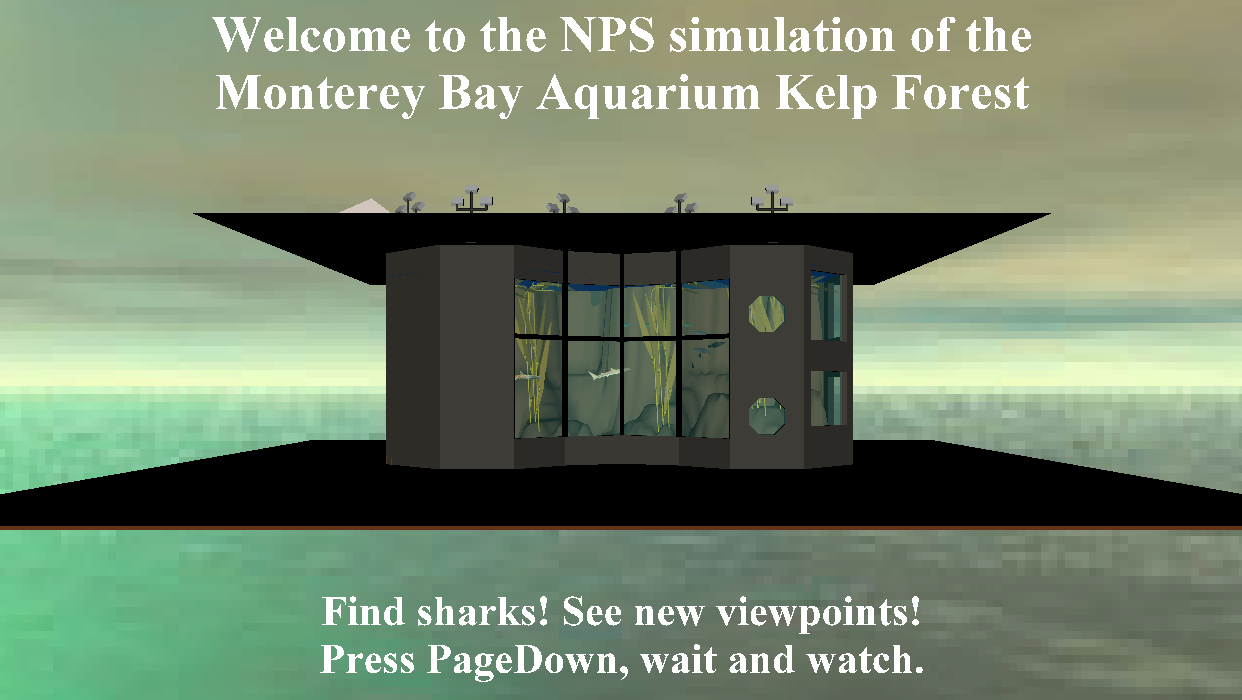 Welcome to the NPS simulation of the
Monterey Bay Aquarium Kelp Forest
Find sharks! See new viewpoints!
Press PageDown, wait and watch.